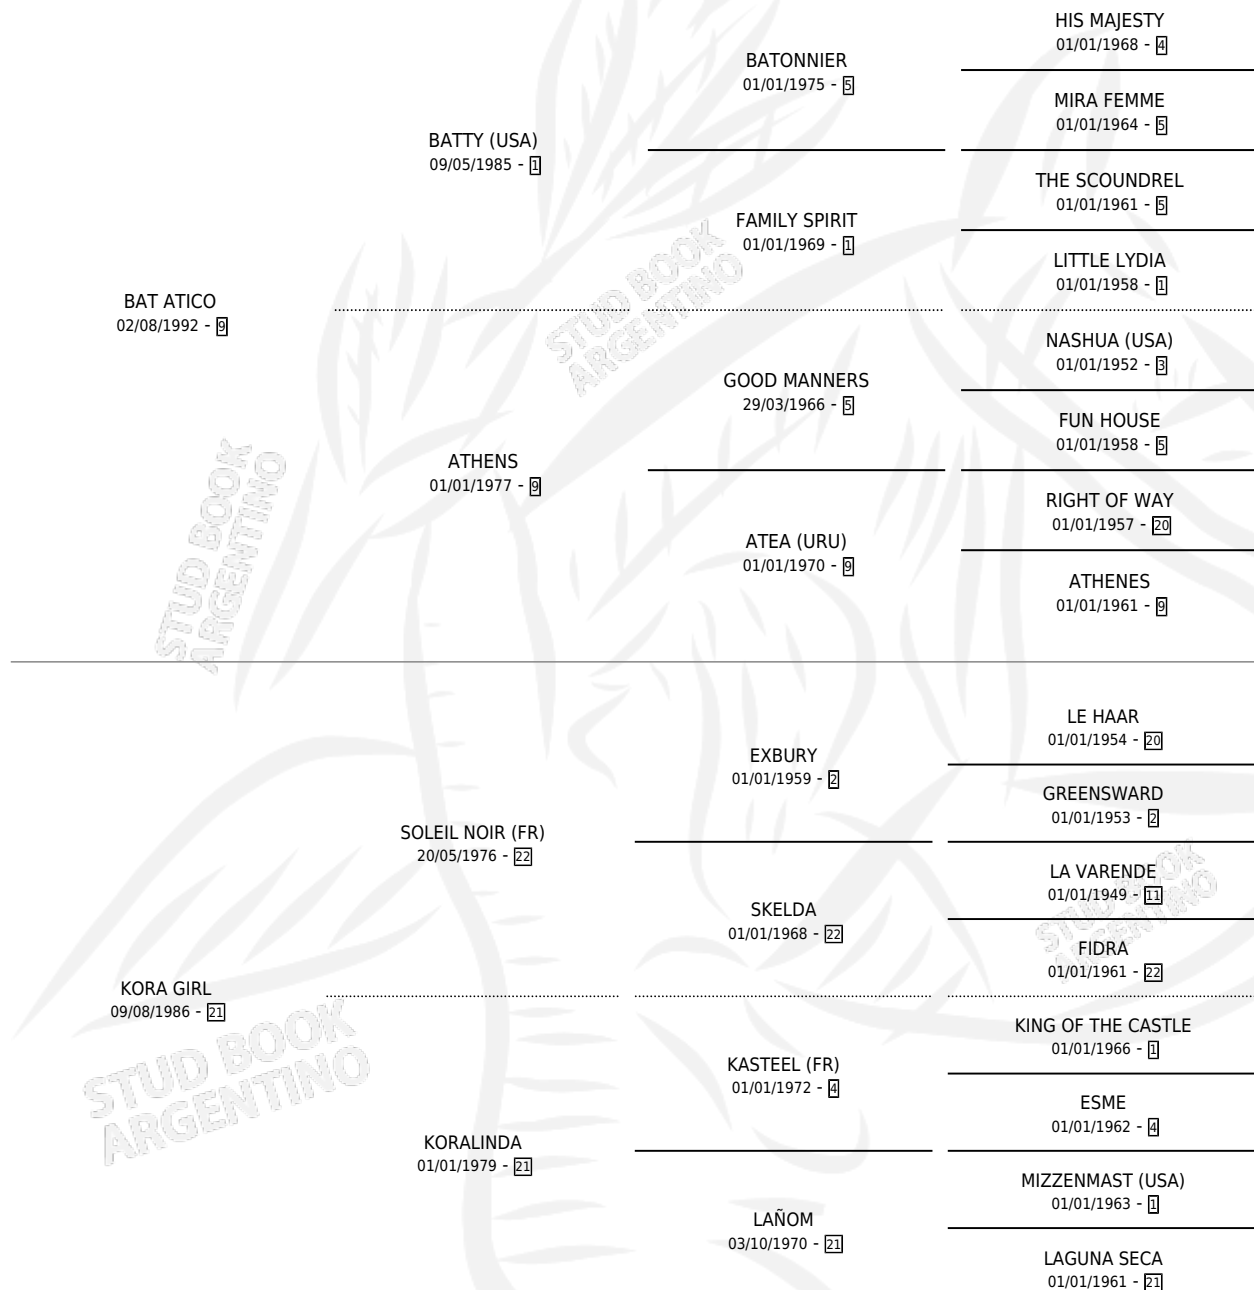 HIS MAJESTY
01/01/1968 - 4
BATONNIER
01/01/1975 - 5
MIRA FEMME
01/01/1964 - 5
BATTY (USA)
09/05/1985 - 1
THE SCOUNDREL
01/01/1961 - 5
FAMILY SPIRIT
01/01/1969 - 1
LITTLE LYDIA
01/01/1958 - 1
BAT ATICO
02/08/1992 - 9
NASHUA (USA)
01/01/1952 - 3
GOOD MANNERS
29/03/1966 - 5
FUN HOUSE
01/01/1958 - 5
ATHENS
01/01/1977 - 9
RIGHT OF WAY
01/01/1957 - 20
ATEA (URU)
01/01/1970 - 9
ATHENES
01/01/1961 - 9
LE HAAR
01/01/1954 - 20
EXBURY
01/01/1959 - 2
GREENSWARD
01/01/1953 - 2
SOLEIL NOIR (FR)
20/05/1976 - 22
LA VARENDE
01/01/1949 - 11
SKELDA
01/01/1968 - 22
FIDRA
01/01/1961 - 22
KORA GIRL
09/08/1986 - 21
KING OF THE CASTLE
01/01/1966 - 1
KASTEEL (FR)
01/01/1972 - 4
ESME
01/01/1962 - 4
KORALINDA
01/01/1979 - 21
MIZZENMAST (USA)
01/01/1963 - 1
LAÑOM
03/10/1970 - 21
LAGUNA SECA
01/01/1961 - 21
STUD BOOK
ARGENTINO
STUD BOOK
ARGENTINO
STUD BOOK
ARGENTINO
STUD BOOK
ARGENTINO